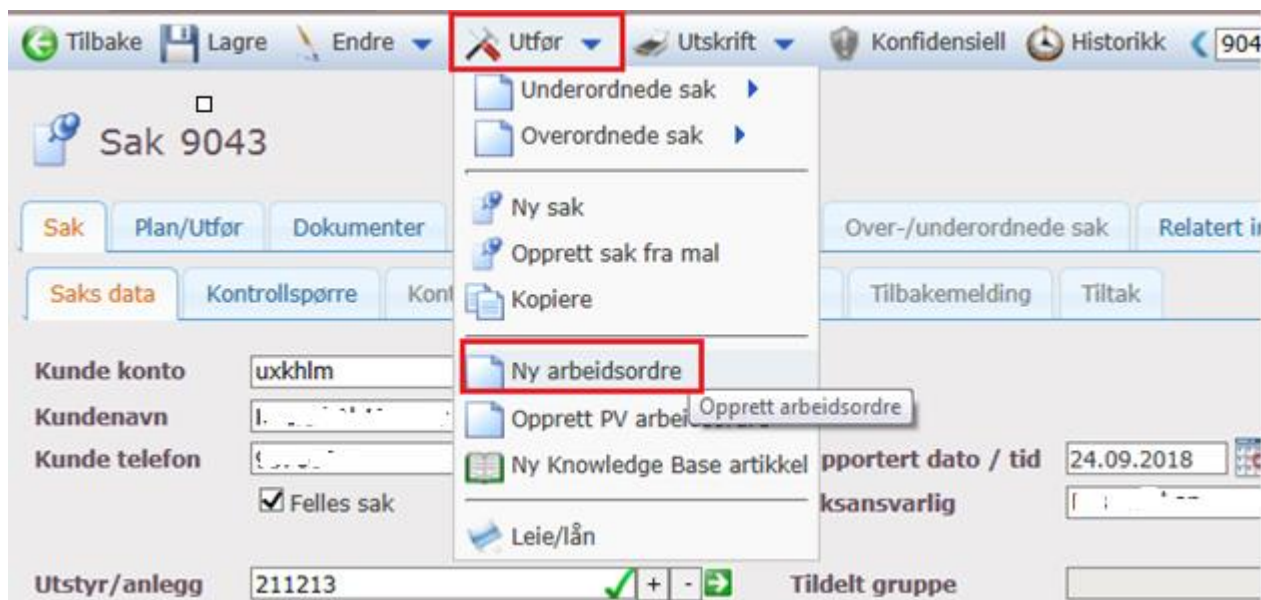 Tilbake Lagre Endre Utfør Utskrift Konfidensiell Historikk 904
Sak 9043
Underordnede sak
Overordnede sak
Ny sak
Opprett sak fra mal
Kopiere
Ny arbeidsordre
Opprett arbeidsordre
Opprett PV
Ny Knowledge Base artikkel
Leie/lån
Sak Plan/Utfør Dokumenter Over-/underordnede sak Relatert
Saks data Kontrollspørre Tilbakemelding Tiltak
Kunde konto uxkhlm
Kundenavn
Kunde telefon pportert dato / tid 24.09.2018
Felles sak ksansvarlig
Utstyr/anlegg 211213 + - Tildelt gruppe